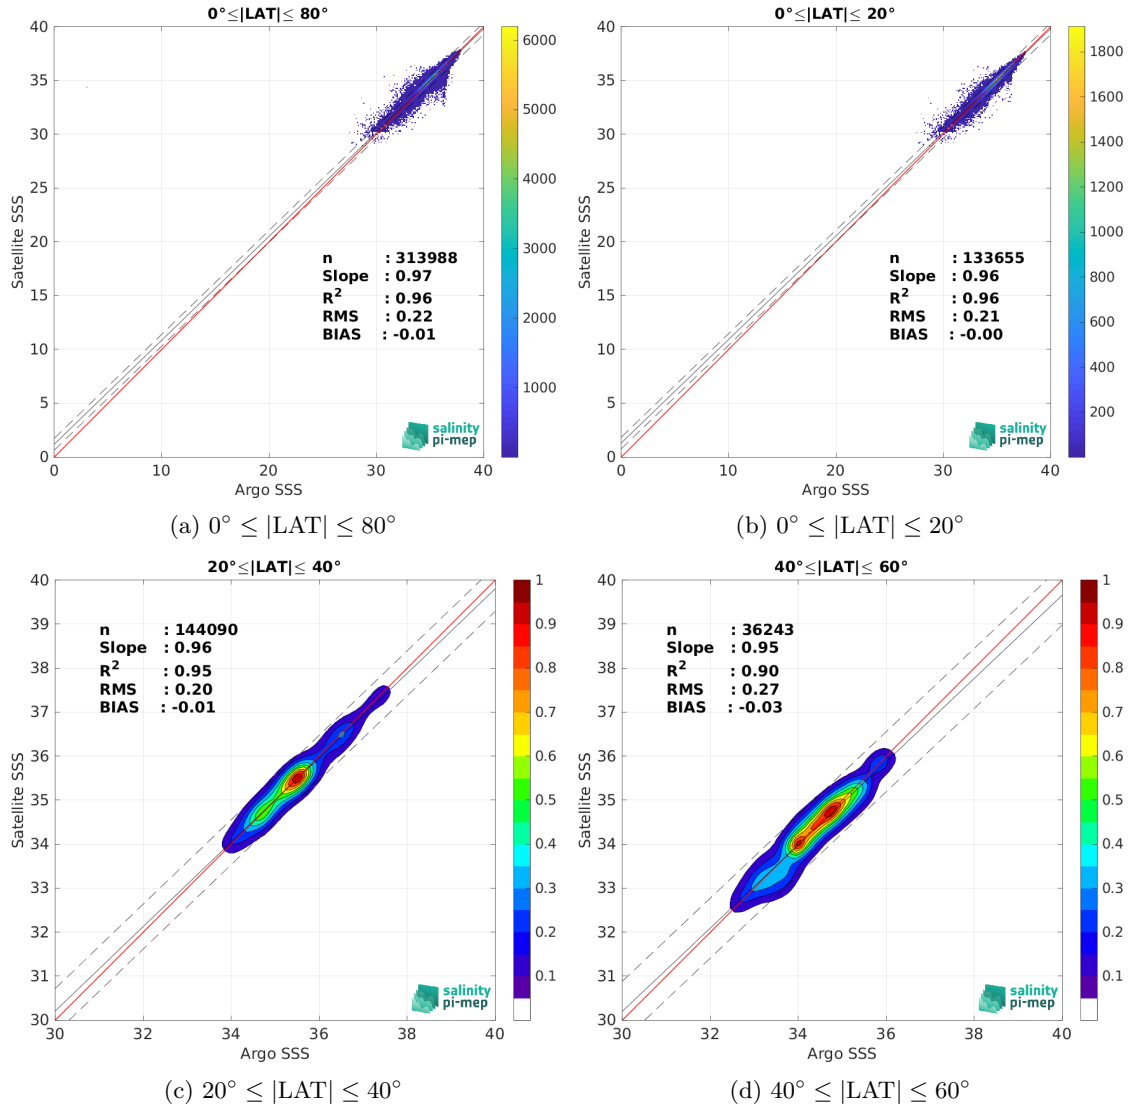 0°≤|LAT|≤ 80°
40
35
30
25
20
15
10
5
0
Satellite SSS
0
10
20
30
40
Argo SSS
n : 313988
Slope : 0.97
R² : 0.96
RMS : 0.22
BIAS : -0.01
salinity
pi-mep
6000
5000
4000
3000
2000
1000
(a) 0° ≤ |LAT| ≤ 80°
0°≤|LAT|≤ 20°
40
35
30
25
20
15
10
5
0
Satellite SSS
0
10
20
30
40
Argo SSS
n : 133655
Slope : 0.96
R² : 0.96
RMS : 0.21
BIAS : -0.00
salinity
pi-mep
1800
1600
1400
1200
1000
800
600
400
200
(b) 0° ≤ |LAT| ≤ 20°
20°≤|LAT|≤ 40°
40
39
38
37
36
35
34
33
32
31
30
Satellite SSS
30
32
34
36
38
40
Argo SSS
n : 144090
Slope : 0.96
R² : 0.95
RMS : 0.20
BIAS : -0.01
salinity
pi-mep
1
0.9
0.8
0.7
0.6
0.5
0.4
0.3
0.2
0.1
(c) 20° ≤ |LAT| ≤ 40°
40°≤|LAT|≤ 60°
40
39
38
37
36
35
34
33
32
31
30
Satellite SSS
30
32
34
36
38
40
Argo SSS
n : 36243
Slope : 0.95
R² : 0.90
RMS : 0.27
BIAS : -0.03
salinity
pi-mep
1
0.9
0.8
0.7
0.6
0.5
0.4
0.3
0.2
0.1
(d) 40° ≤ |LAT| ≤ 60°